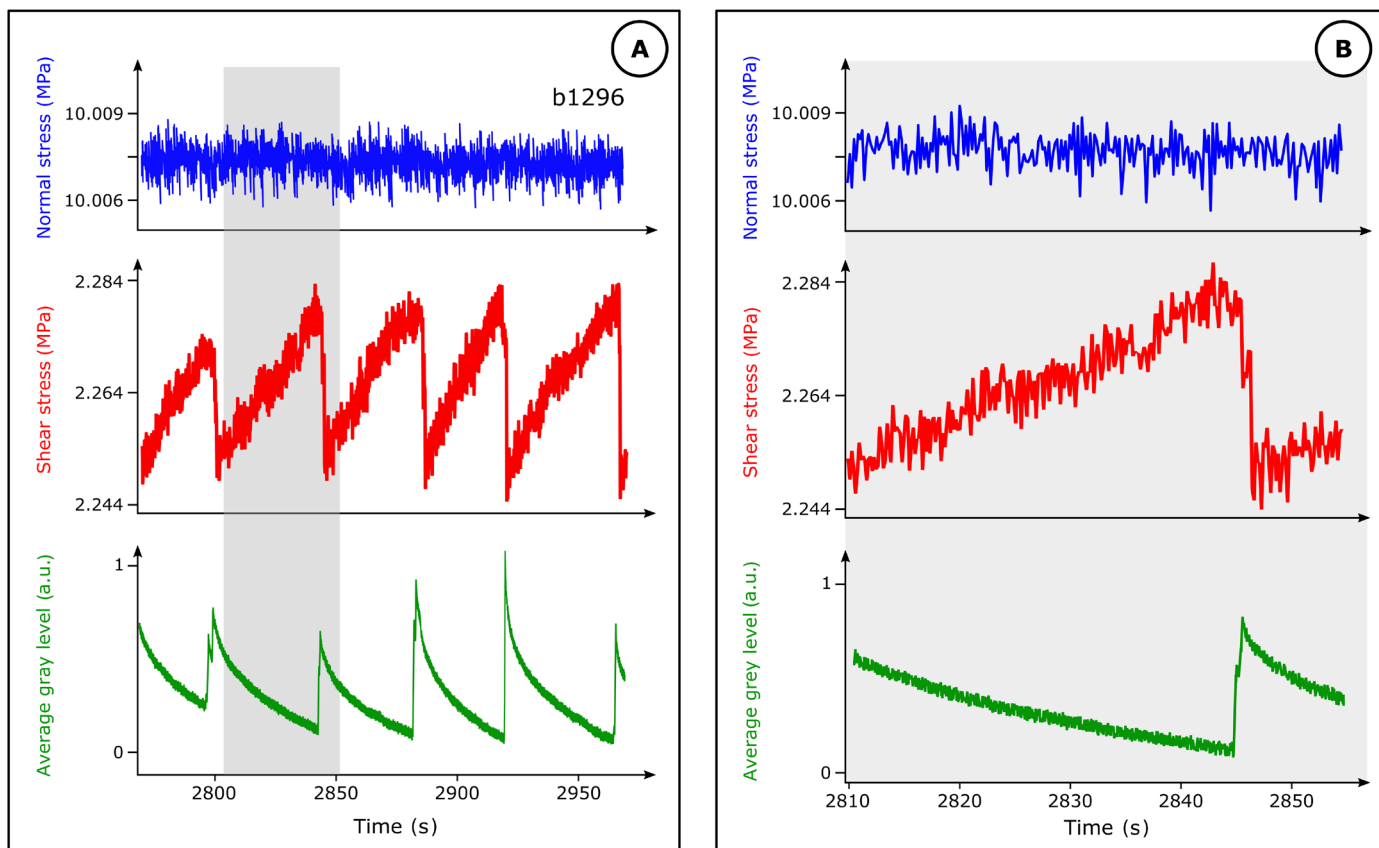 A
Normal stress (MPa)
10.009
10.006
b1296
Shear stress (MPa)
2.284
2.264
2.244
Average gray level (a.u.)
1
0
2800 2850 2900 2950
Time (s)
B
Normal stress (MPa)
10.009
10.006
Shear stress (MPa)
2.284
2.264
2.244
Average grey level (a.u.)
1
0
2810 2820 2830 2840 2850
Time (s)